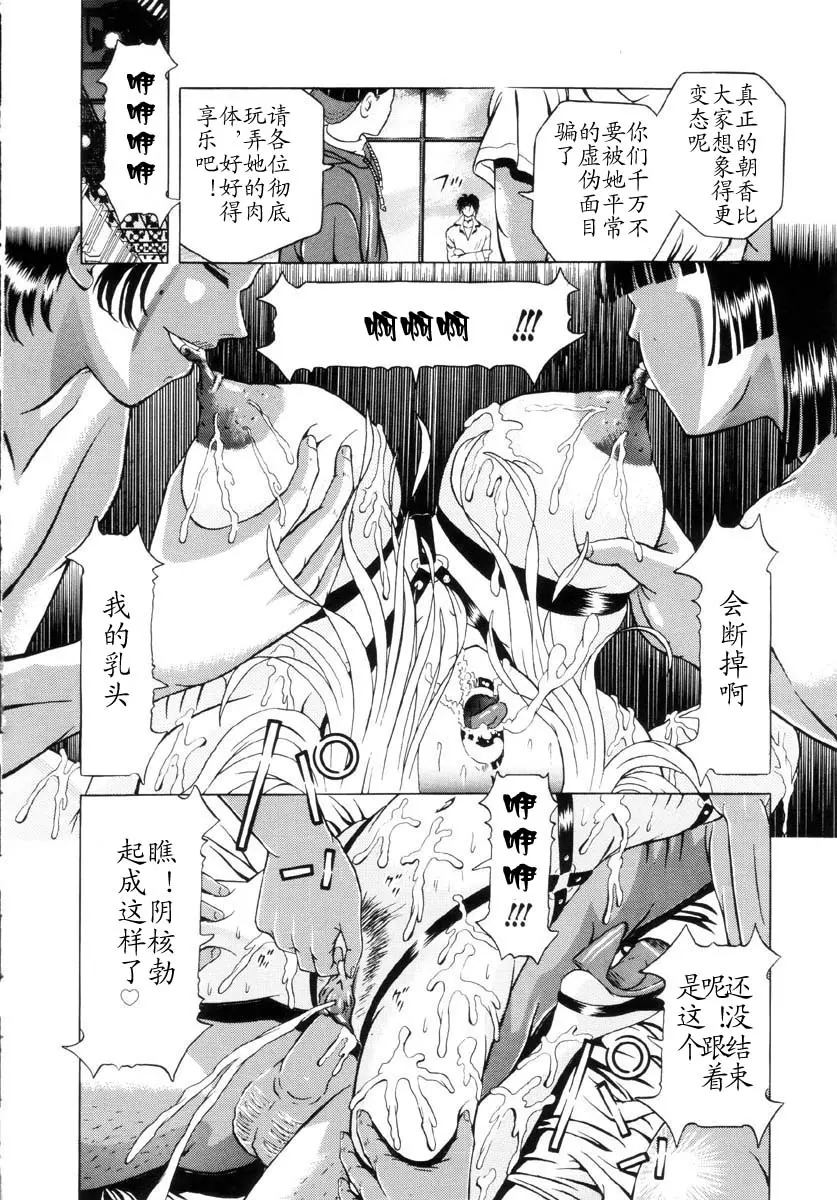 真正的朝香比
大家想象得更
变态呢
你们千万不
要被她平常
的虚伪面目
骗了
请各位彻底
玩弄她的肉
体，好好得
享乐吧！
咿咿咿咿
啊啊啊!!!
会断掉啊
我的乳头
咿咿咿!!!
瞧！阴核勃
起成这样了♡
还没结束
呢！跟着
是这个